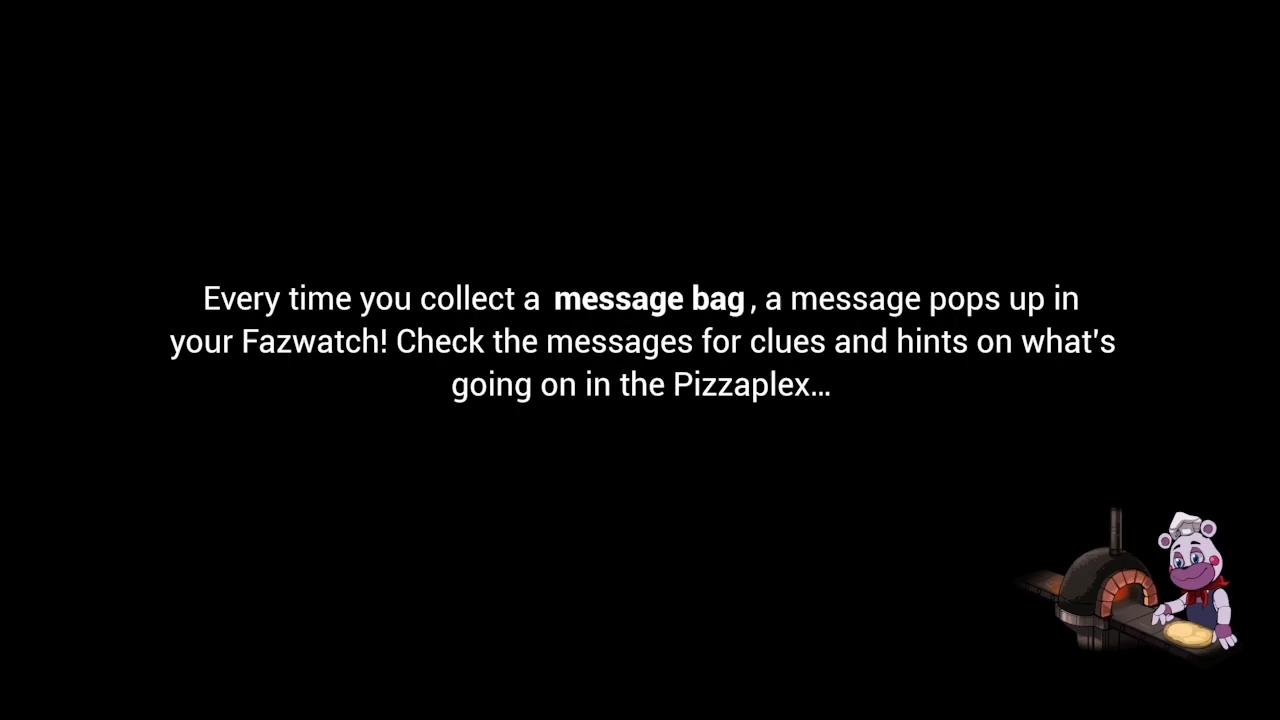 Every time you collect a message bag, a message pops up in
your Fazwatch! Check the messages for clues and hints on what's
going on in the Pizzaplex...